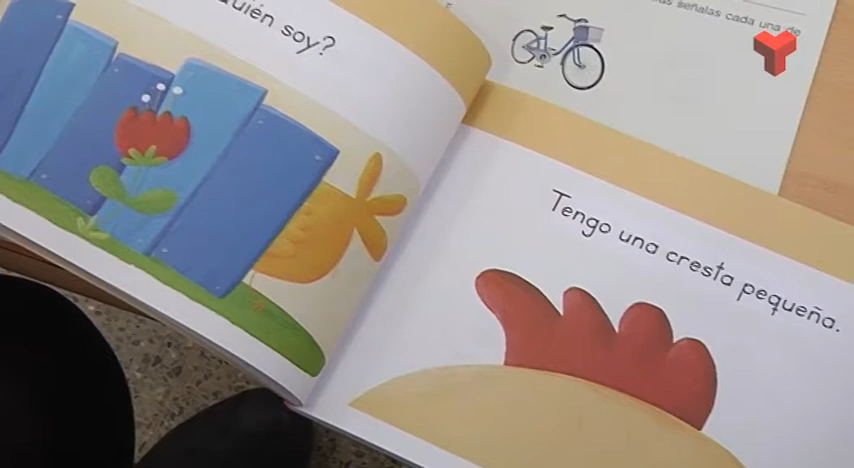 ¿Quién soy?
señalas cada una de
Tengo una cresta pequeña.